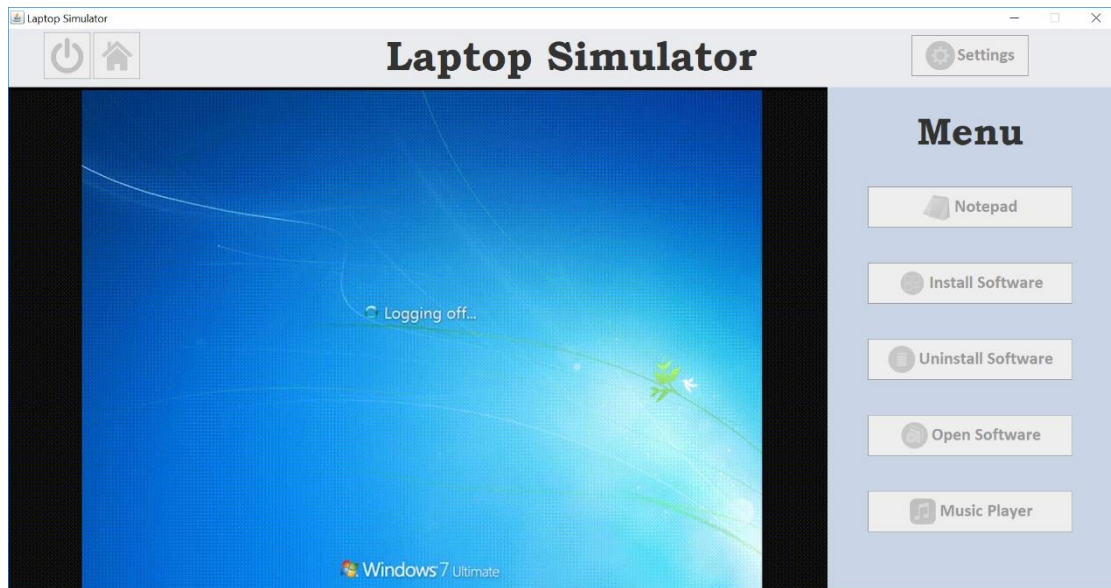 Laptop Simulator
Laptop Simulator
Settings
Menu
Notepad
Install Software
Uninstall Software
Open Software
Music Player
Logging off...
Windows 7 Ultimate